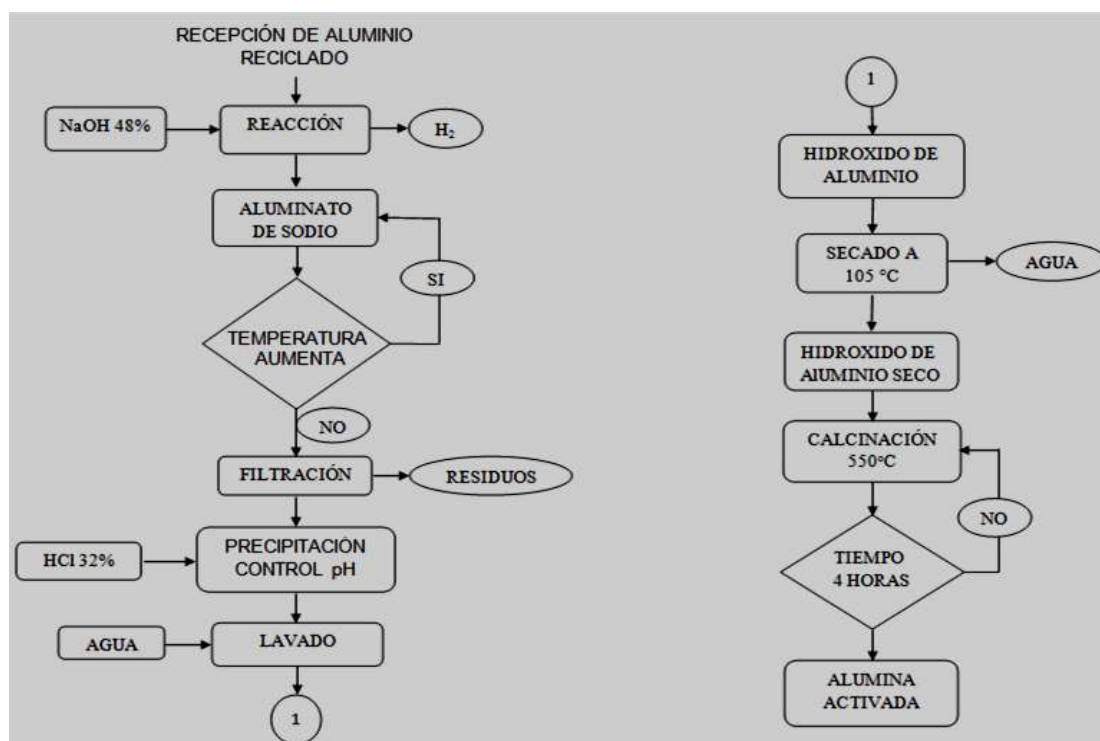 RECEPCIÓN DE ALUMINIO
RECICLADO
NaOH 48%
REACCIÓN
H₂
ALUMINATO
DE SODIO
SI
TEMPERATURA
AUMENTA
NO
FILTRACIÓN
RESIDUOS
HCl 32%
PRECIPITACIÓN
CONTROL pH
AGUA
LAVADO
1
1
HIDROXIDO DE
ALUMINIO
SECADO A
105 °C
AGUA
HIDROXIDO DE
AlUMINIO SECO
CALCINACIÓN
550°C
NO
TIEMPO
4 HORAS
ALUMINA
ACTIVADA